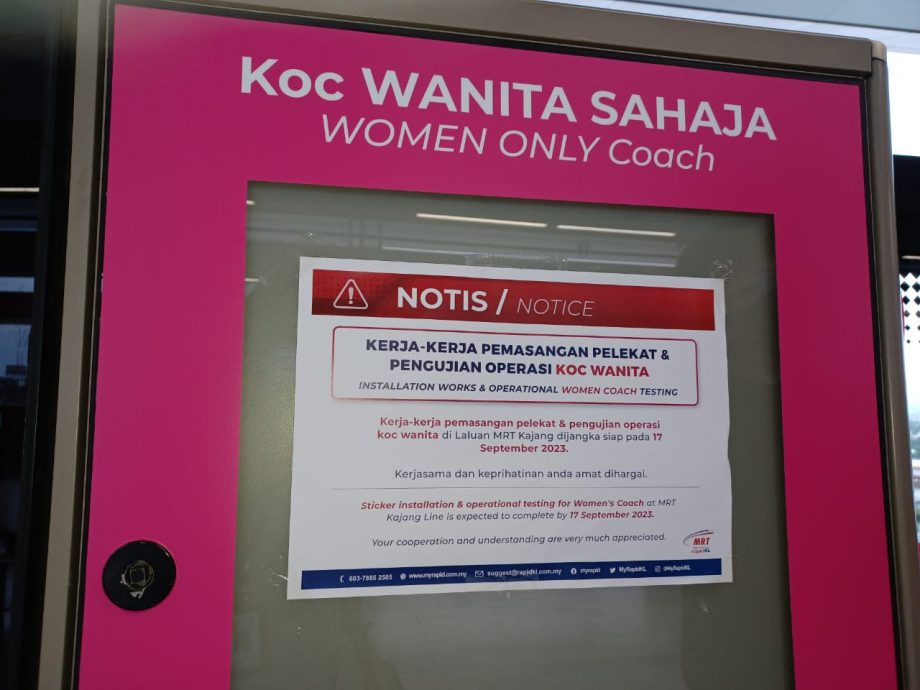 Koc WANITA SAHAJA
WOMEN ONLY Coach
NOTIS / NOTICE
KERJA-KERJA PEMASANGAN PELEKAT &
PENGUJIAN OPERASI KOC WANITA
INSTALLATION WORKS & OPERATIONAL WOMEN COACH TESTING
Kerja-kerja pemasangan pelekat & pengujian operasi
koc wanita di Laluan MRT Kajang dijangka siap pada 17
September 2023.
Kerjasama dan keprihatinan anda amat dihargai.
Sticker Installation & operational testing for Women's Coach at MRT
Kajang Line is expected to complete by 17 September 2023.
Your cooperation and understanding are very much appreciated.
MRT
rapidKL
603-7885 2585 www.myrapid.com.my suggest@rapidkl.com.my myrapid MyRapidKL @MyRapidKL